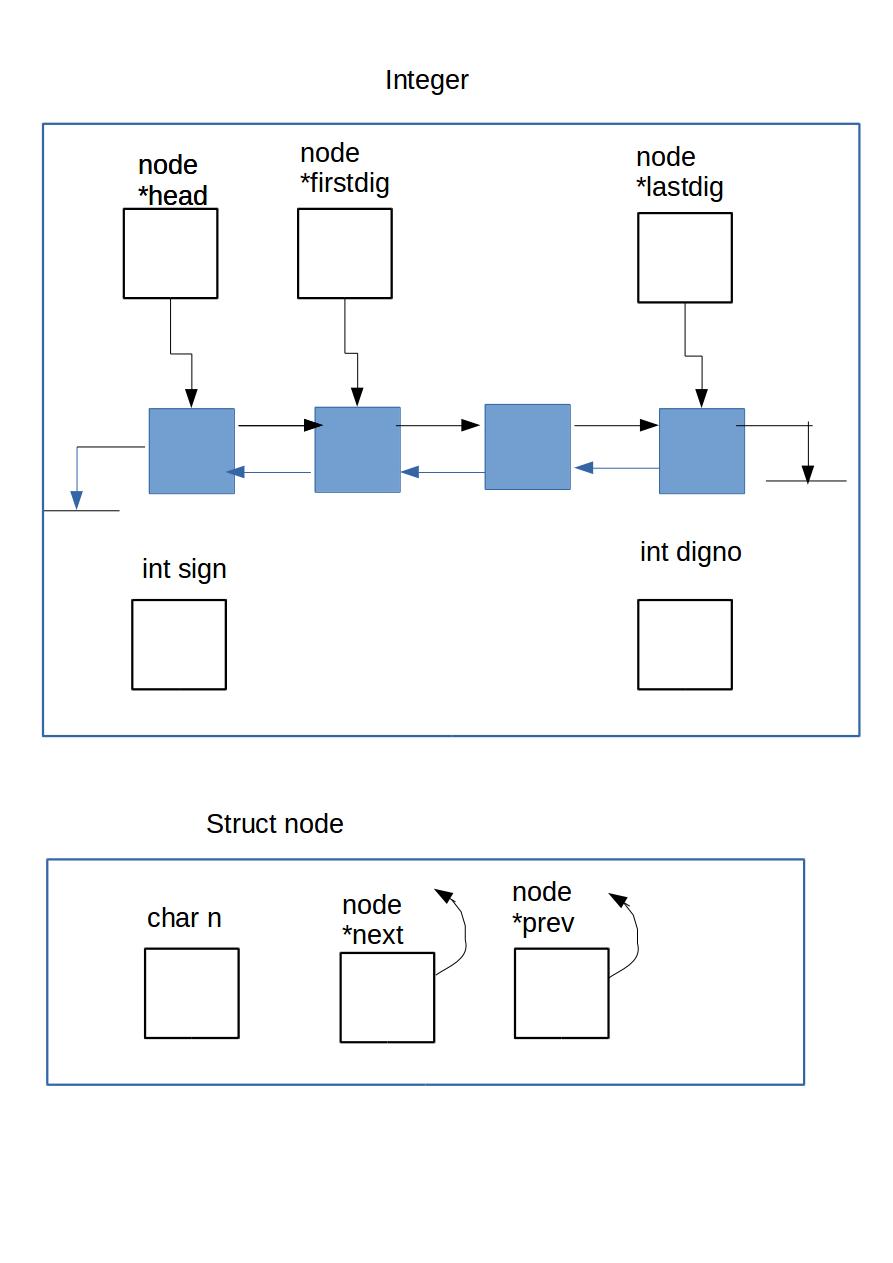 Integer
node
*head
node
*firstdig
node
*lastdig
int sign
int digno
Struct node
char n
node
*next
node
*prev